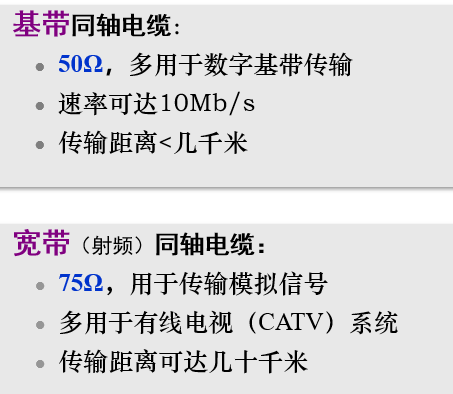 基带同轴电缆:
50Ω，多用于数字基带传输
速率可达10Mb/s
传输距离<几千米
宽带（射频）同轴电缆：
75Ω，用于传输模拟信号
多用于有线电视（CATV）系统
传输距离可达几十千米